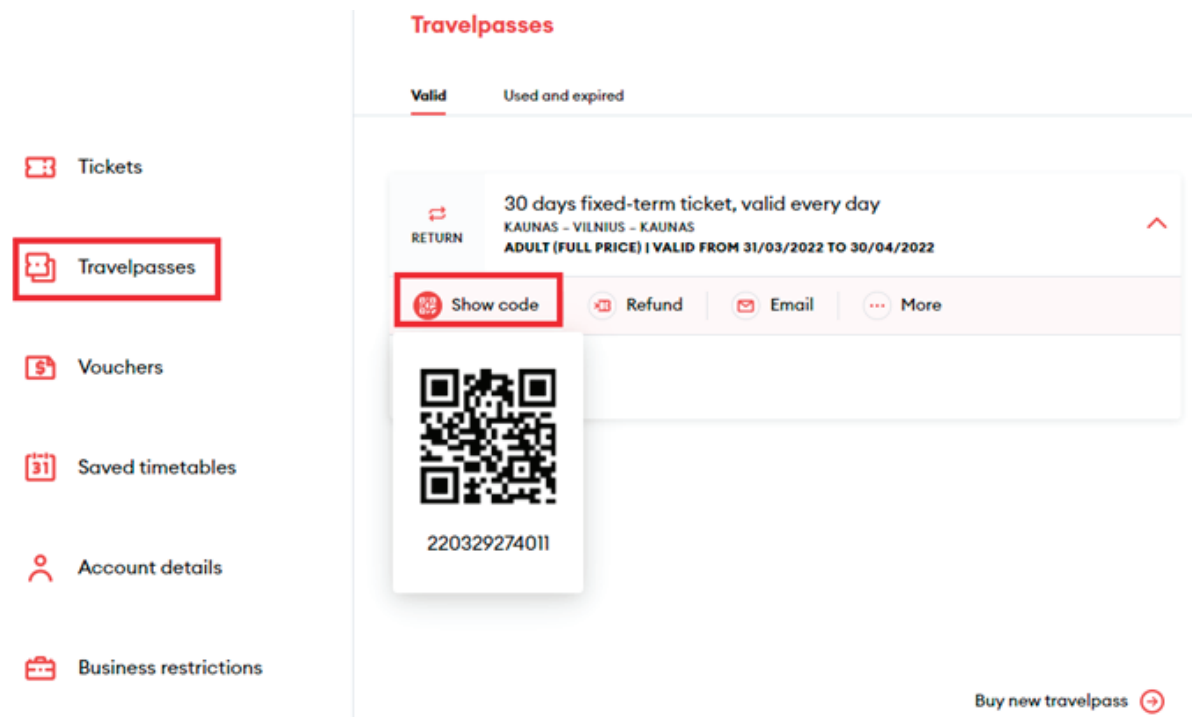 Travelpasses
Valid
Used and expired
Tickets
Travelpasses
Vouchers
31
Saved timetables
Account details
Business restrictions
RETURN
30 days fixed-term ticket, valid every day
KAUNAS – VILNIUS – KAUNAS
ADULT (FULL PRICE) | VALID FROM 31/03/2022 TO 30/04/2022
Show code
Refund
Email
More
220329274011
Buy new travelpass